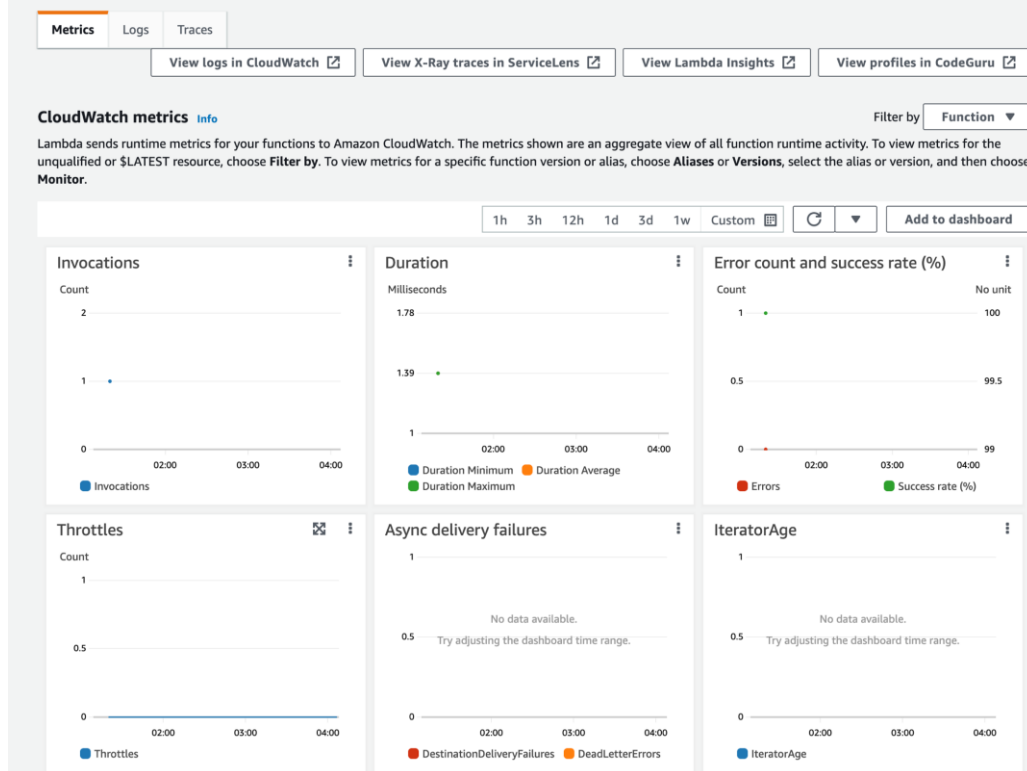 Metrics Logs Traces
View logs in CloudWatch View X-Ray traces in ServiceLens View Lambda Insights View profiles in CodeGuru
CloudWatch metrics Info
Filter by Function
Lambda sends runtime metrics for your functions to Amazon CloudWatch. The metrics shown are an aggregate view of all function runtime activity. To view metrics for the
unqualified or $LATEST resource, choose Filter by. To view metrics for a specific function version or alias, choose Aliases or Versions, select the alias or version, and then choose
Monitor.
1h 3h 12h 1d 3d 1w Custom Add to dashboard
Invocations
Count
2
1
0
02:00 03:00 04:00
Invocations
Duration
Milliseconds
1.78
1.39
1
02:00 03:00 04:00
Duration Minimum Duration Average
Duration Maximum
Error count and success rate (%)
Count No unit
1 100
0.5 99.5
0 99
02:00 03:00 04:00
Errors Success rate (%)
Throttles
Count
1
0.5
0
02:00 03:00 04:00
Throttles
Async delivery failures
1
No data available.
0.5 Try adjusting the dashboard time range.
0
02:00 03:00 04:00
DestinationDeliveryFailures DeadLetterErrors
IteratorAge
1
No data available.
0.5 Try adjusting the dashboard time range.
0
02:00 03:00 04:00
IteratorAge